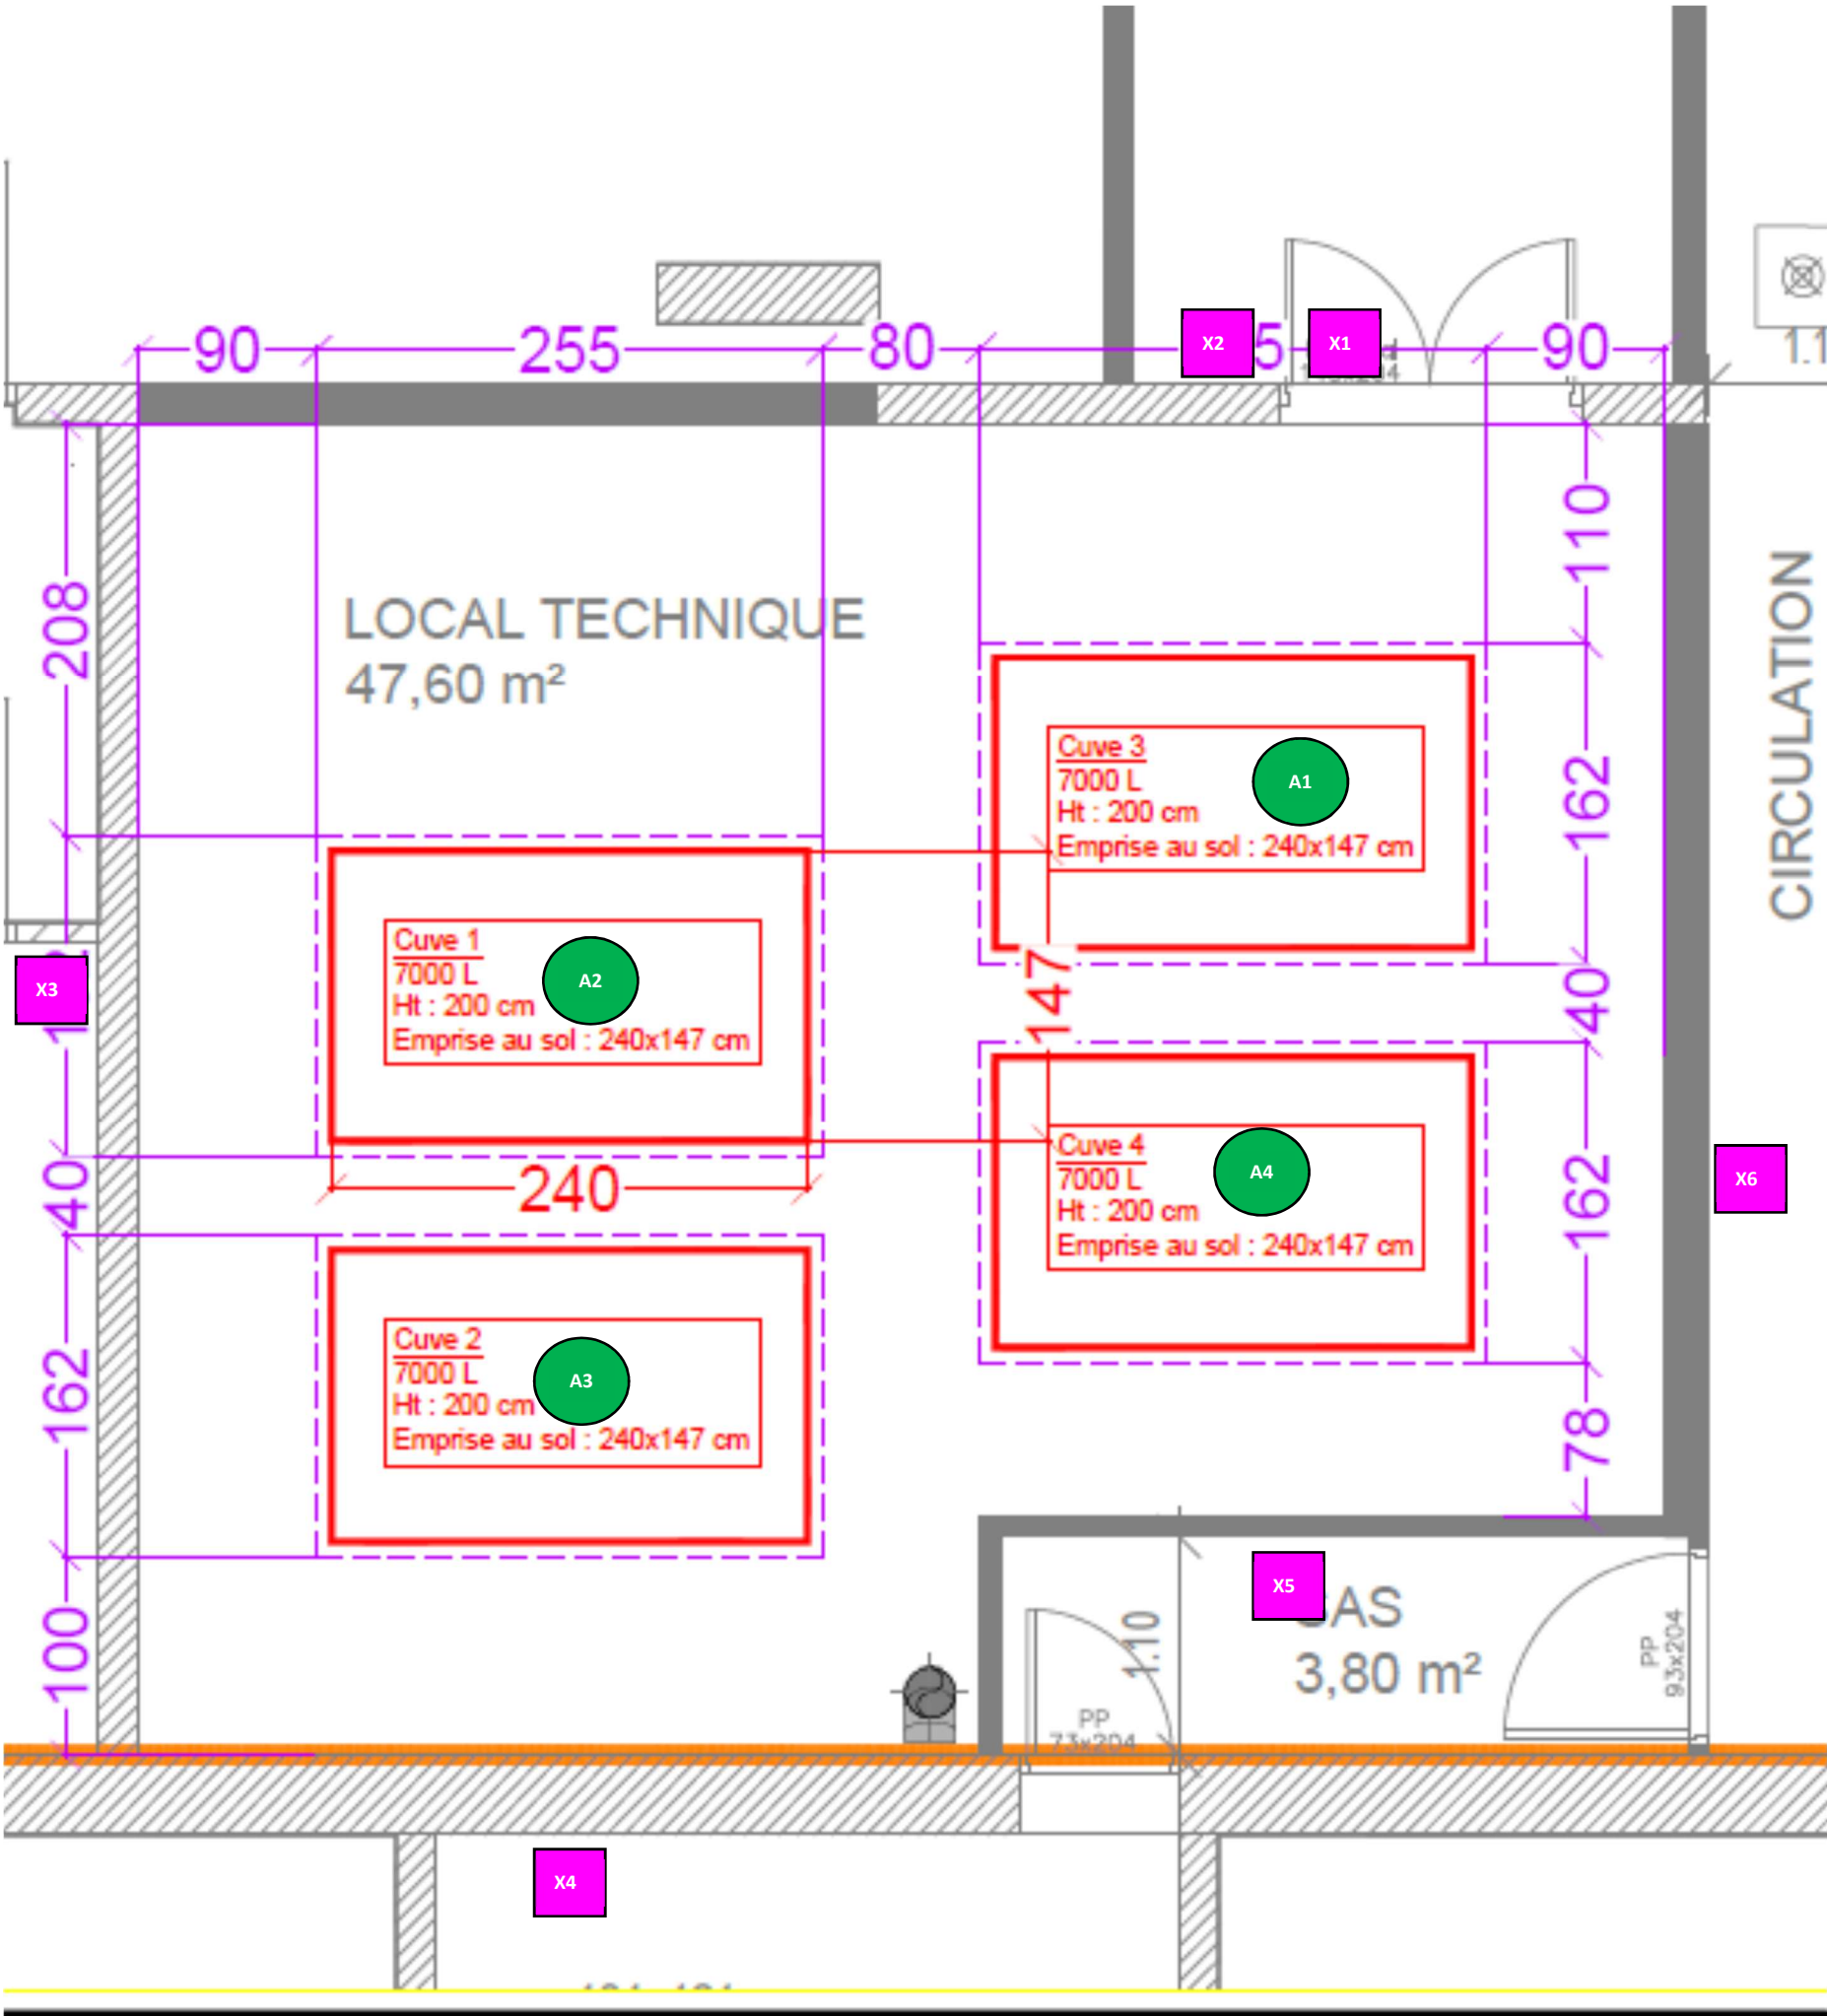 90 255 80 X2 5 X1 90
1.1
110
208
LOCAL TECHNIQUE
47,60 m²
CIRCULATION
Cuve 3
7000 L
Ht : 200 cm
Emprise au sol : 240x147 cm
A1
162
Cuve 1
7000 L
Ht : 200 cm
Emprise au sol : 240x147 cm
A2
X3
147
40
Cuve 4
7000 L
Ht : 200 cm
Emprise au sol : 240x147 cm
A4
162
X6
40
240
Cuve 2
7000 L
Ht : 200 cm
Emprise au sol : 240x147 cm
A3
162
78
X5
AS
3,80 m²
1.10
PP
93x204
100
PP
73x204
X4